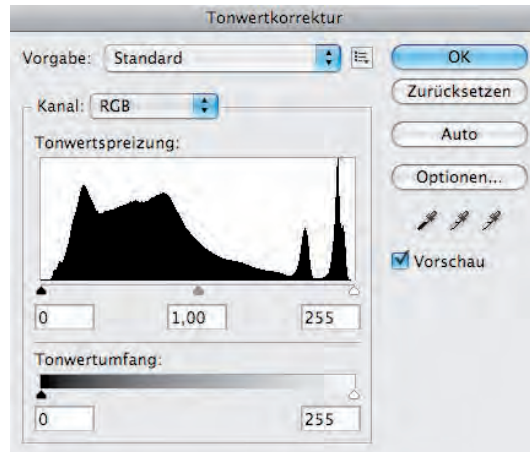 Tonwertkorrektur
Vorgabe: Standard
OK
Zurücksetzen
Kanal: RGB
Auto
Tonwertspreizung:
Optionen...
Vorschau
0 1,00 255
Tonwertumfang:
0 255